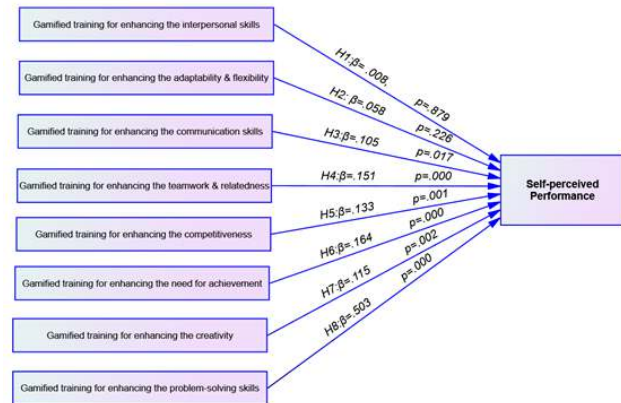 Gamified training for enhancing the interpersonal skills
H1:β=.008,
p=.879
Gamified training for enhancing the adaptability & flexibility
H2: β=.058
p=.226
Gamified training for enhancing the communication skills
H3:β=.105
p=.017
Gamified training for enhancing the teamwork & relatedness
H4:β=.151
p=.000
Self-perceived
Performance
Gamified training for enhancing the competitiveness
H5:β=.133
p=.001
Gamified training for enhancing the need for achievement
H6:β=.164
p=.000
Gamified training for enhancing the creativity
H7:β=.115
p=.002
Gamified training for enhancing the problem-solving skills
H8:β=.503
p=.000